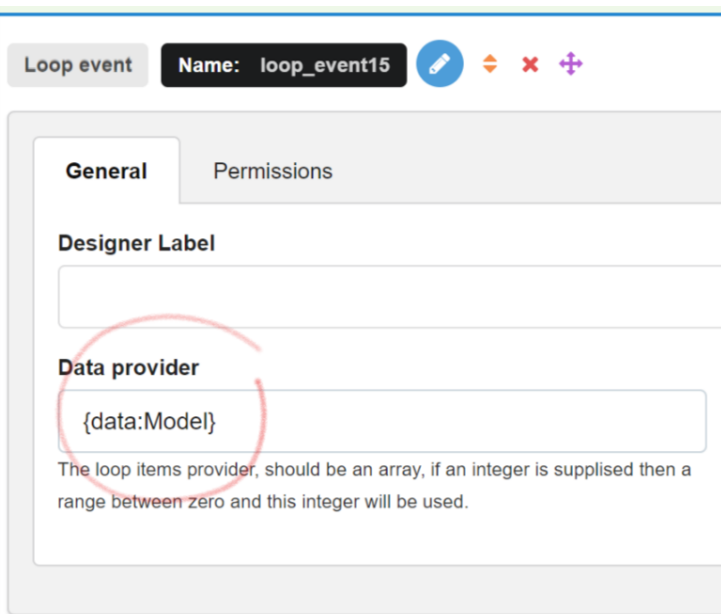 Loop event Name: loop_event15
General Permissions
Designer Label
Data provider
{data:Model}
The loop items provider, should be an array, if an integer is supplised then a
range between zero and this integer will be used.